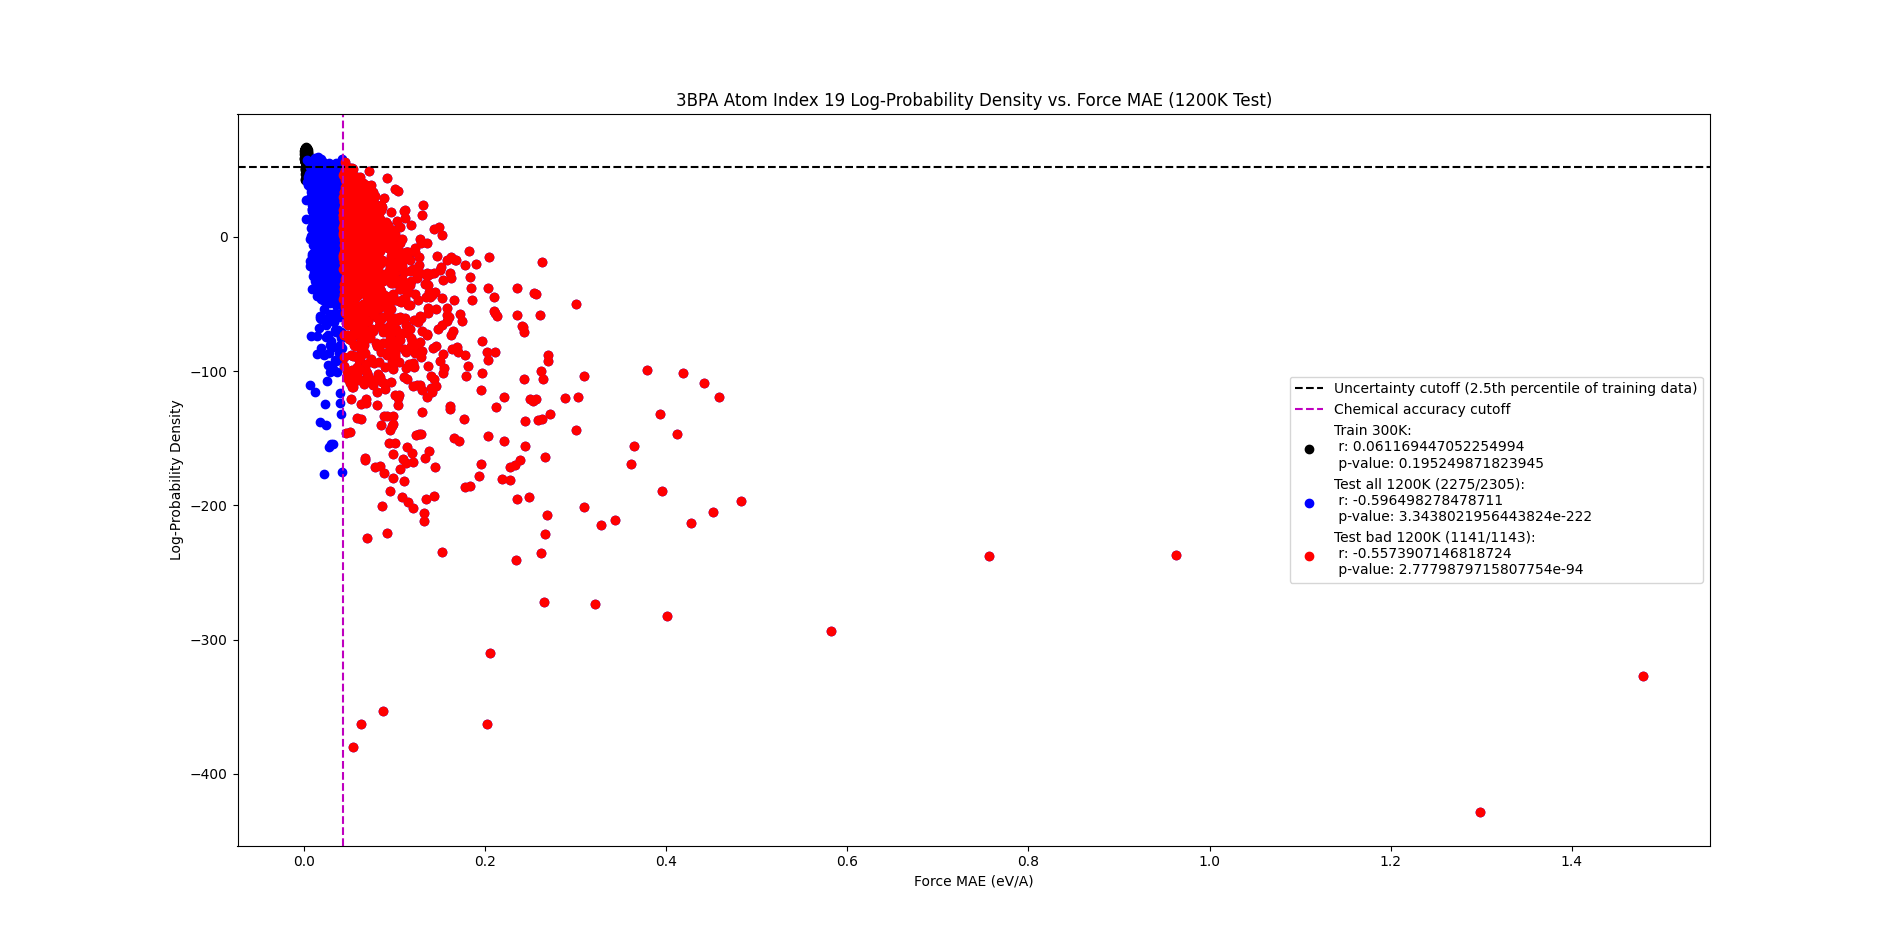 3BPA Atom Index 19 Log-Probability Density vs. Force MAE (1200K Test)
Log-Probability Density
0
−100
−200
−300
−400
Uncertainty cutoff (2.5th percentile of training data)
Chemical accuracy cutoff
Train 300K:
r: 0.061169447052254994
p-value: 0.195249871823945
Test all 1200K (2275/2305):
r: -0.596498278478711
p-value: 3.3438021956443824e-222
Test bad 1200K (1141/1143):
r: -0.5573907146818724
p-value: 2.7779879715807754e-94
0.0 0.2 0.4 0.6 0.8 1.0 1.2 1.4
Force MAE (eV/A)